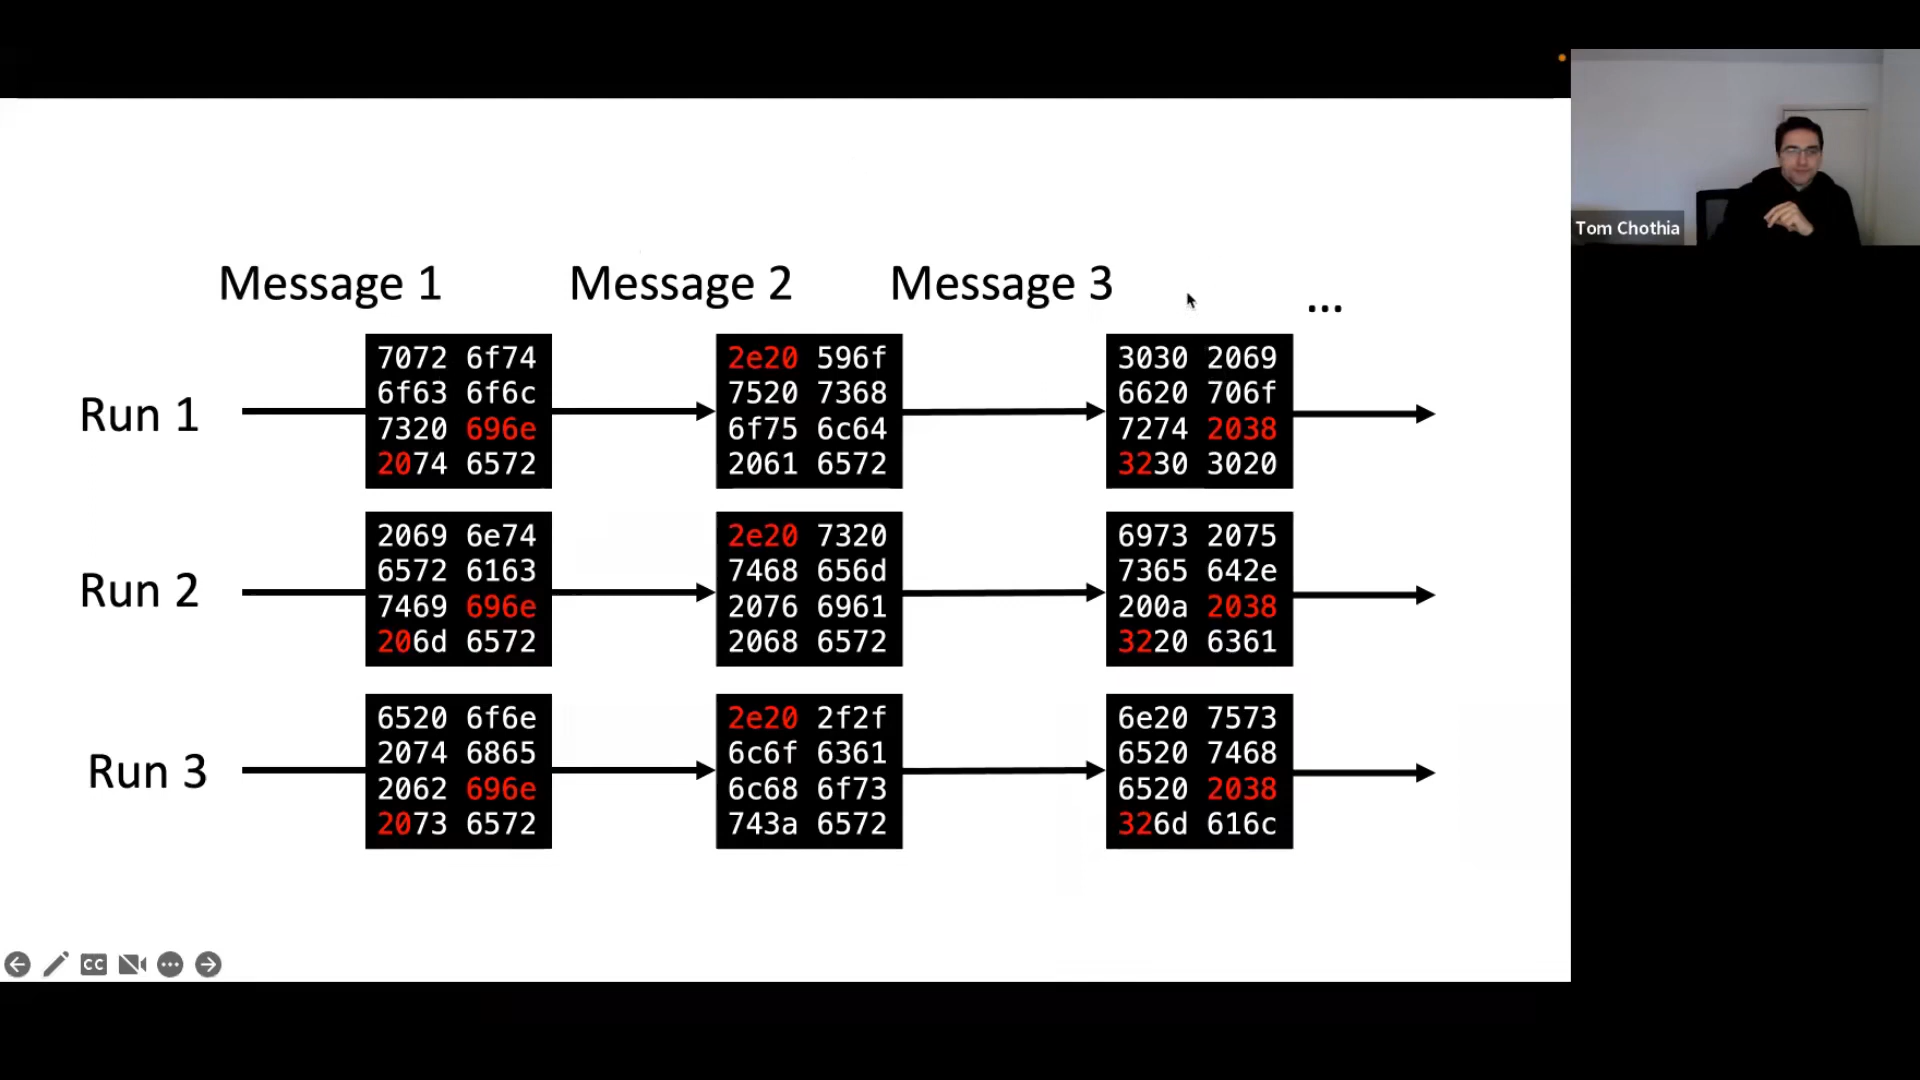 Tom Chothia
Message 1 Message 2 Message 3 ...
Run 1
7072 6f74
6f63 6f6c
7320 696e
2074 6572
2e20 596f
7520 7368
6f75 6c64
2061 6572
3030 2069
6620 706f
7274 2038
3230 3020
Run 2
2069 6e74
6572 6163
7469 696e
206d 6572
2e20 7320
7468 656d
2076 6961
2068 6572
6973 2075
7365 642e
200a 2038
3220 6361
Run 3
6520 6f6e
2074 6865
2062 696e
2073 6572
2e20 2f2f
6c6f 6361
6c68 6f73
743a 6572
6e20 7573
6520 7468
6520 2038
326d 616c
CC